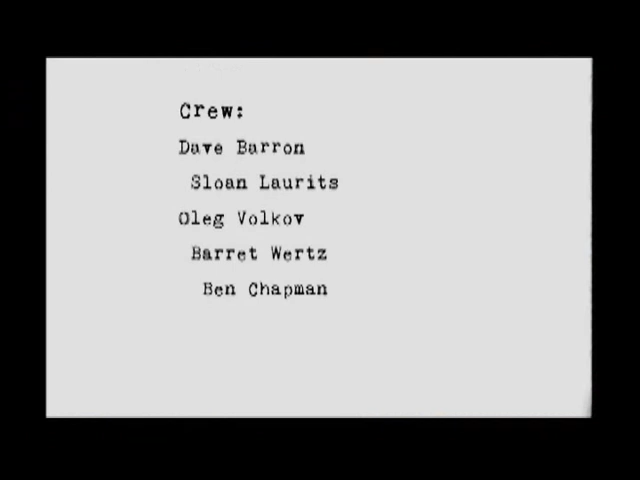 Crew:
Dave Barron
Sloan Laurits
Oleg Volkov
Barret Wertz
Ben Chapman